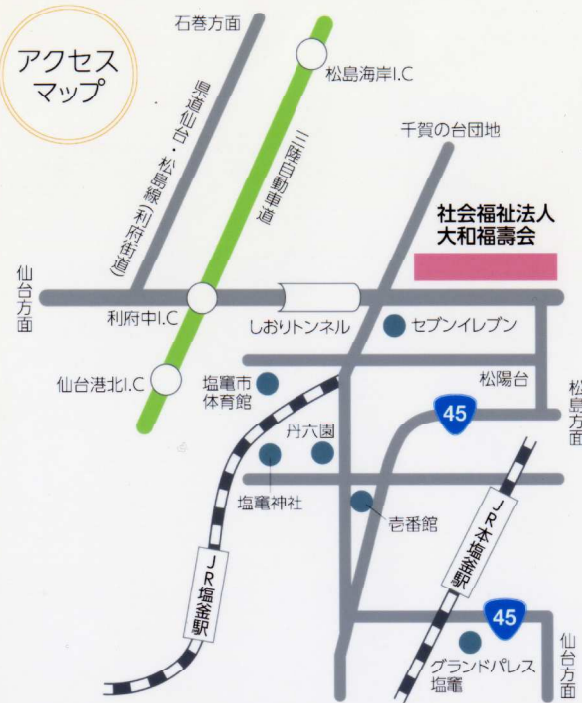 アクセス
マップ
石巻方面
松島海岸I.C
県道仙台・松島線(利府街道)
三陸自動車道
千賀の台団地
社会福祉法人
大和福壽会
仙台方面
利府中I.C
しおりトンネル
セブンイレブン
仙台港北I.C
塩竈市
体育館
松陽台
松島方面
45
丹六園
塩竈神社
壱番館
JR本塩釜駅
JR塩釜駅
45
グランドパレス
塩竈
仙台方面